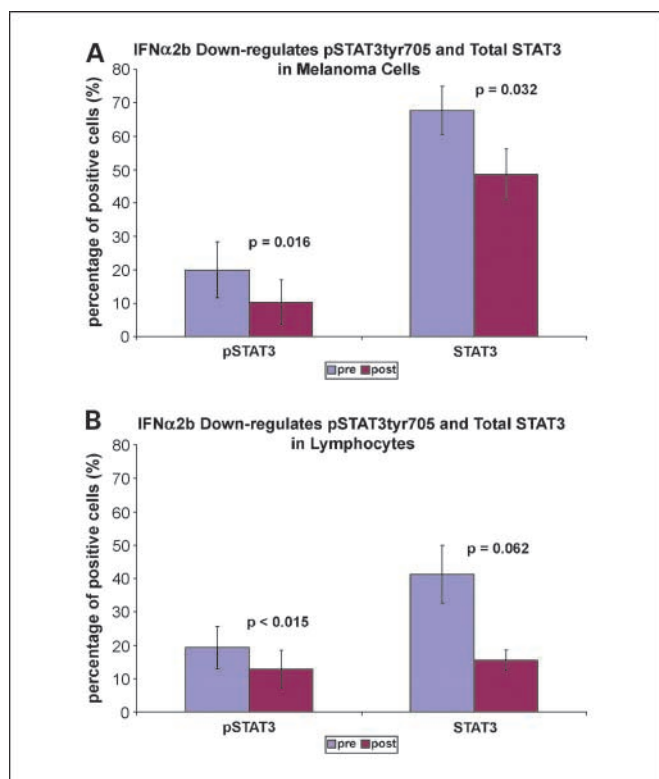 A
IFNα2b Down-regulates pSTAT3tyr705 and Total STAT3
in Melanoma Cells
percentage of positive cells (%)
80
70
60
50
40
30
20
10
0
p = 0.016
p = 0.032
pSTAT3
STAT3
pre
post
B
IFNα2b Down-regulates pSTAT3tyr705 and Total STAT3
in Lymphocytes
percentage of positive cells (%)
80
70
60
50
40
30
20
10
0
p < 0.015
p = 0.062
pSTAT3
STAT3
pre
post